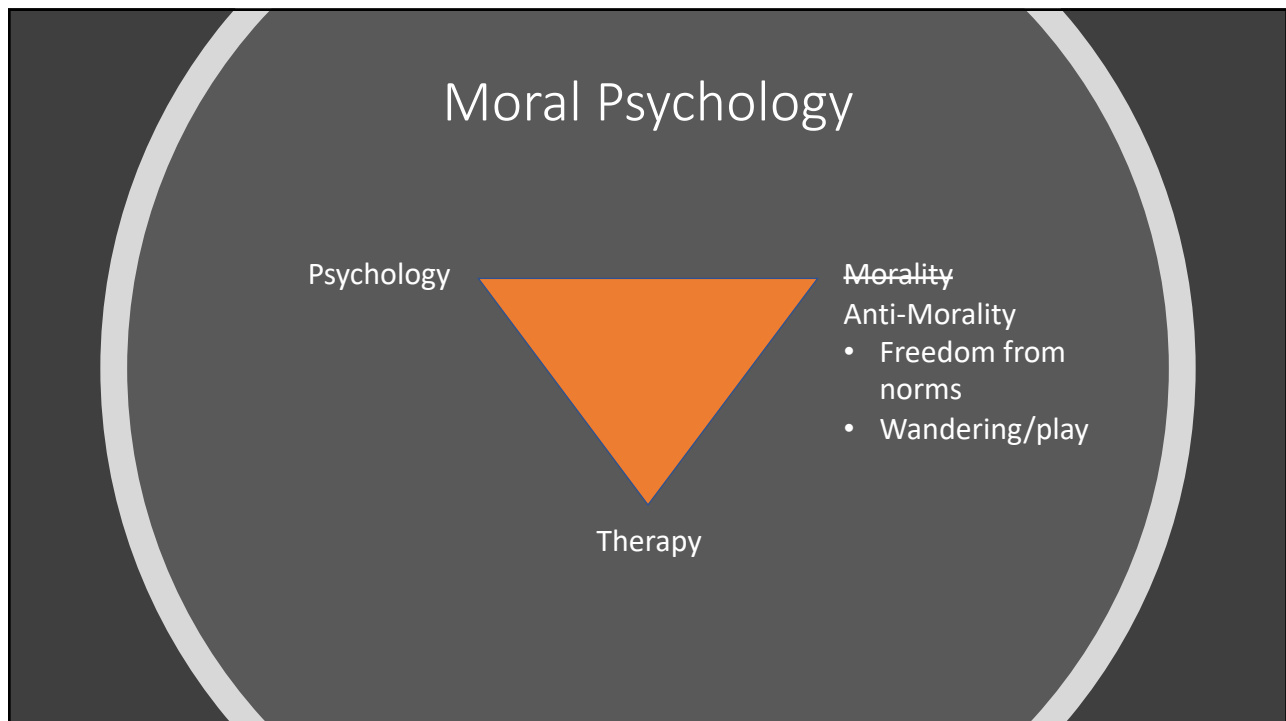 Moral Psychology
Psychology
Morality
Anti-Morality
• Freedom from
norms
• Wandering/play
Therapy